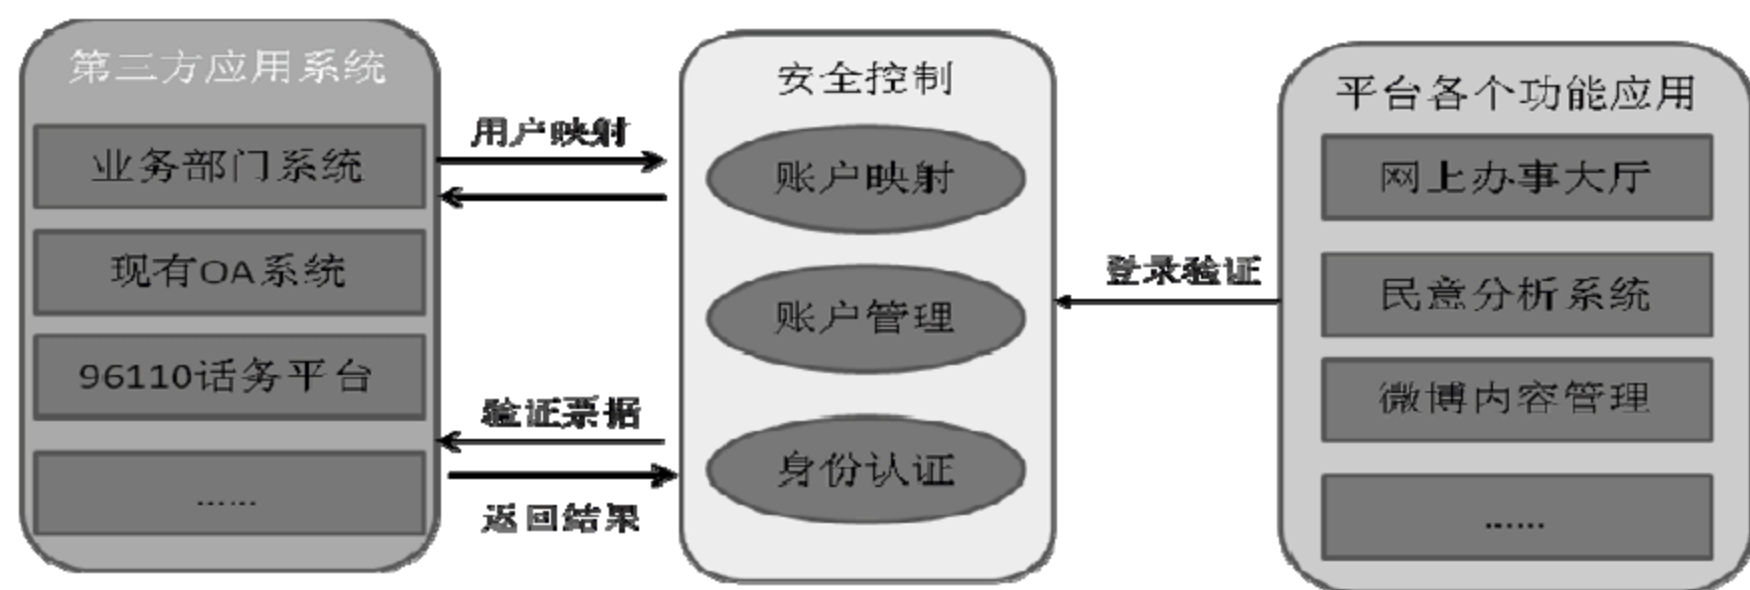 第三方应用系统
业务部门系统
现有OA系统
96110话务平台
......
用户映射
验证票据
返回结果
安全控制
账户映射
账户管理
身份认证
登录验证
平台各个功能应用
网上办事大厅
民意分析系统
微博内容管理
......